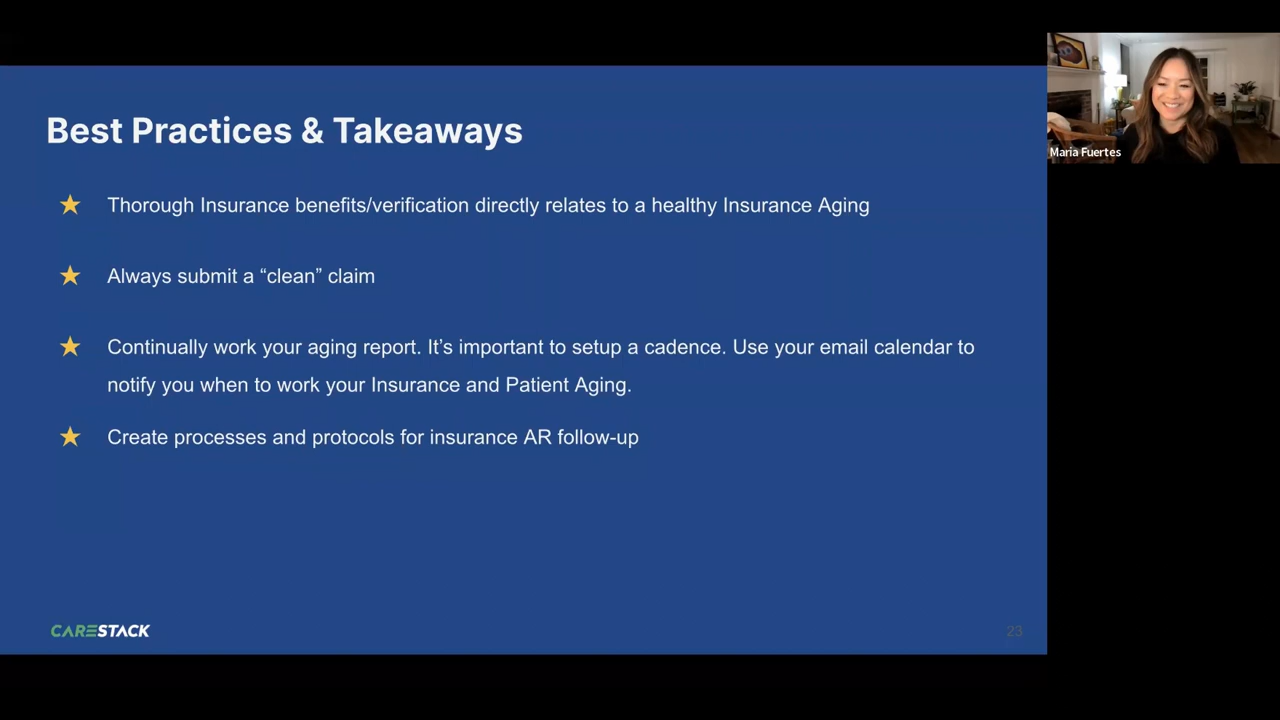 Best Practices & Takeaways
Thorough Insurance benefits/verification directly relates to a healthy Insurance Aging
Always submit a “clean” claim
Continually work your aging report. It’s important to setup a cadence. Use your email calendar to
notify you when to work your Insurance and Patient Aging.
Create processes and protocols for insurance AR follow-up
CARESTACK
23
Maria Fuertes